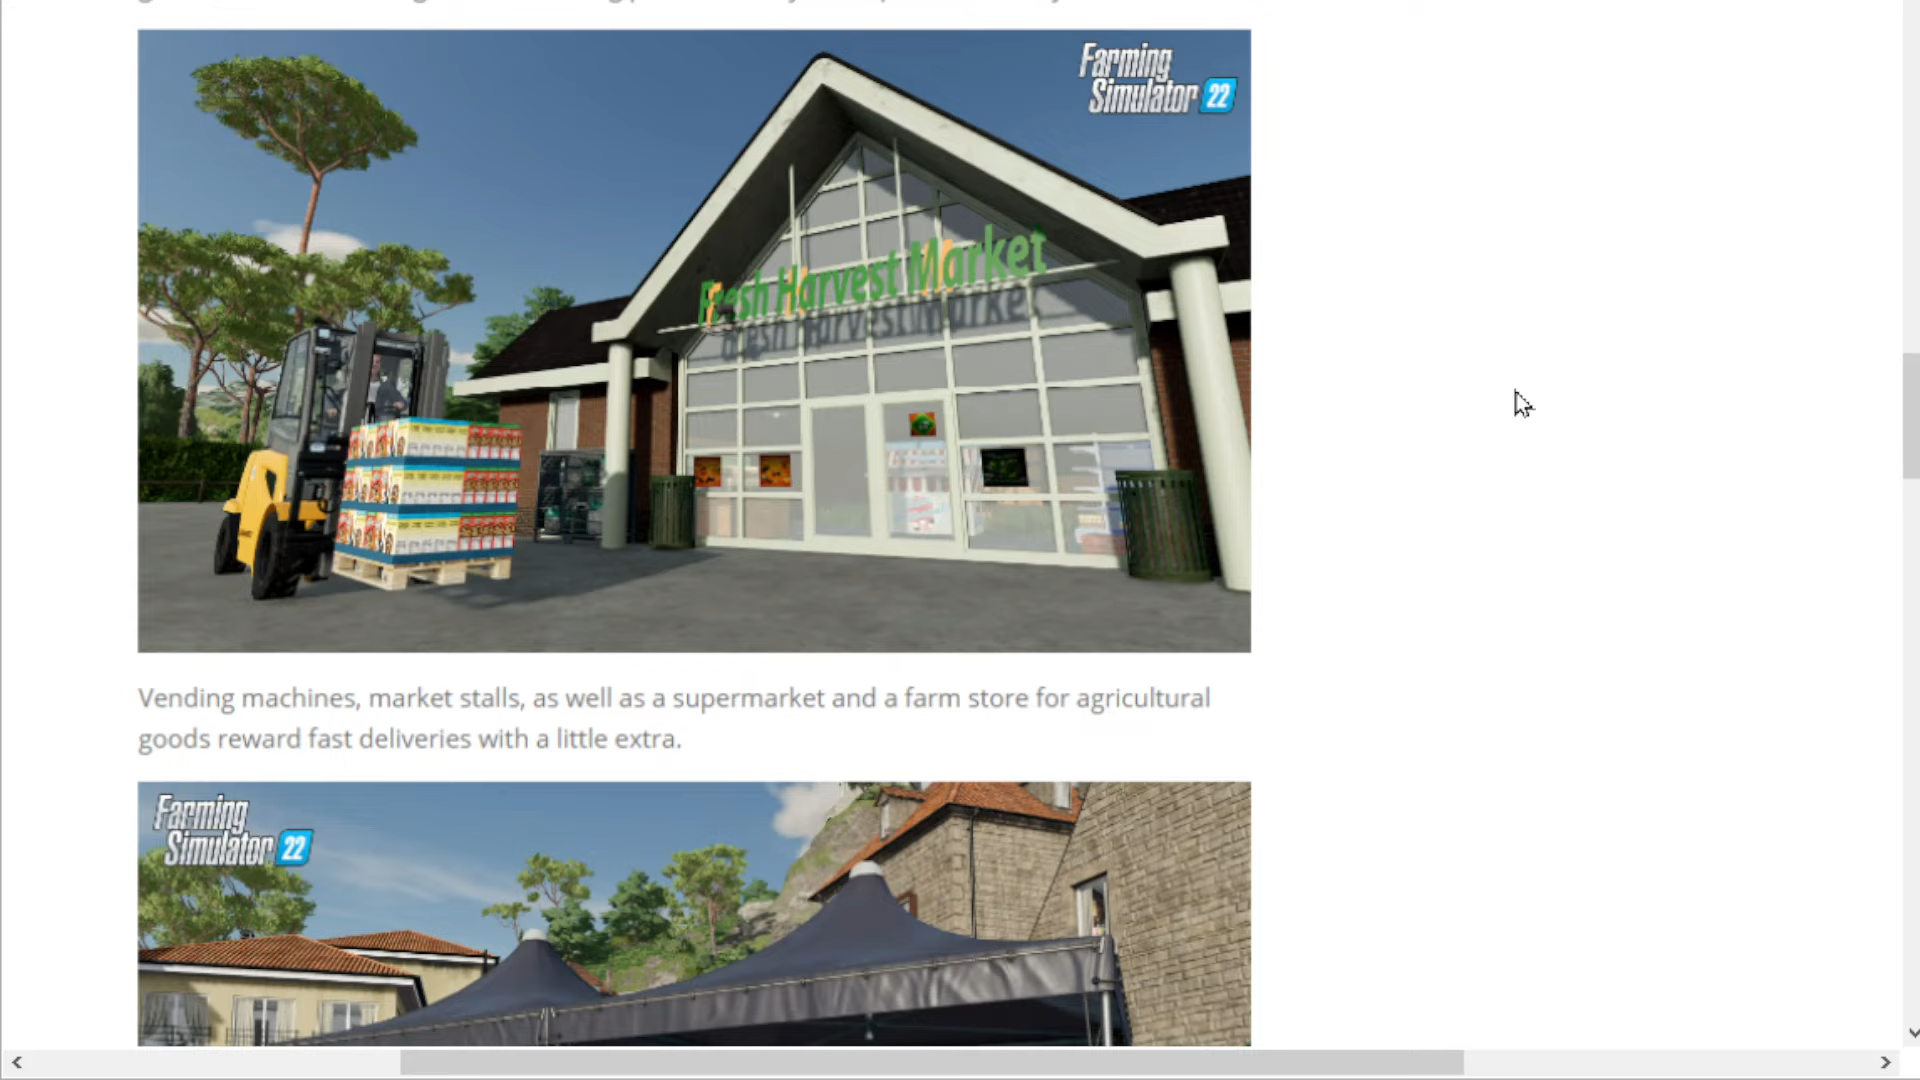 Farming
Simulator 22
Fresh Harvest Market
Vending machines, market stalls, as well as a supermarket and a farm store for agricultural
goods reward fast deliveries with a little extra.
Farming
Simulator 22